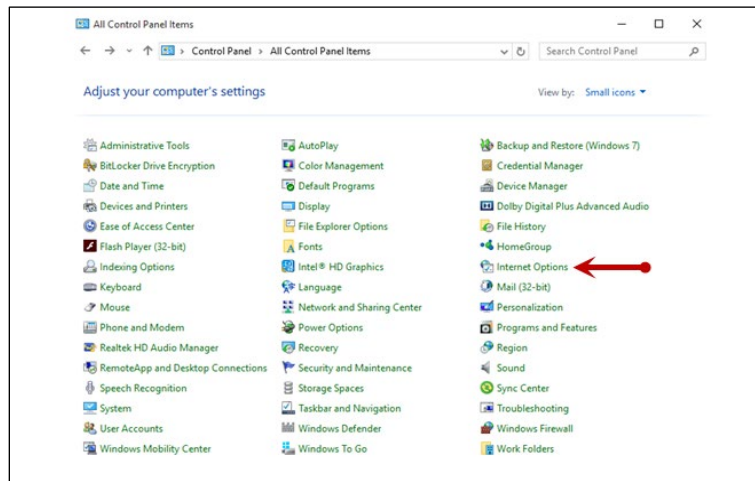 All Control Panel Items
Control Panel > All Control Panel Items
Search Control Panel
Adjust your computer's settings
View by: Small icons
Administrative Tools AutoPlay Backup and Restore (Windows 7)
BitLocker Drive Encryption Color Management Credential Manager
Date and Time Default Programs Device Manager
Devices and Printers Display Dolby Digital Plus Advanced Audio
Ease of Access Center File Explorer Options File History
Flash Player (32-bit) Fonts HomeGroup
Indexing Options Intel® HD Graphics Internet Options
Keyboard Language Mail (32-bit)
Mouse Network and Sharing Center Personalization
Phone and Modem Power Options Programs and Features
Realtek HD Audio Manager Recovery Region
RemoteApp and Desktop Connections Security and Maintenance Sound
Speech Recognition Storage Spaces Sync Center
System Taskbar and Navigation Troubleshooting
User Accounts Windows Defender Windows Firewall
Windows Mobility Center Windows To Go Work Folders